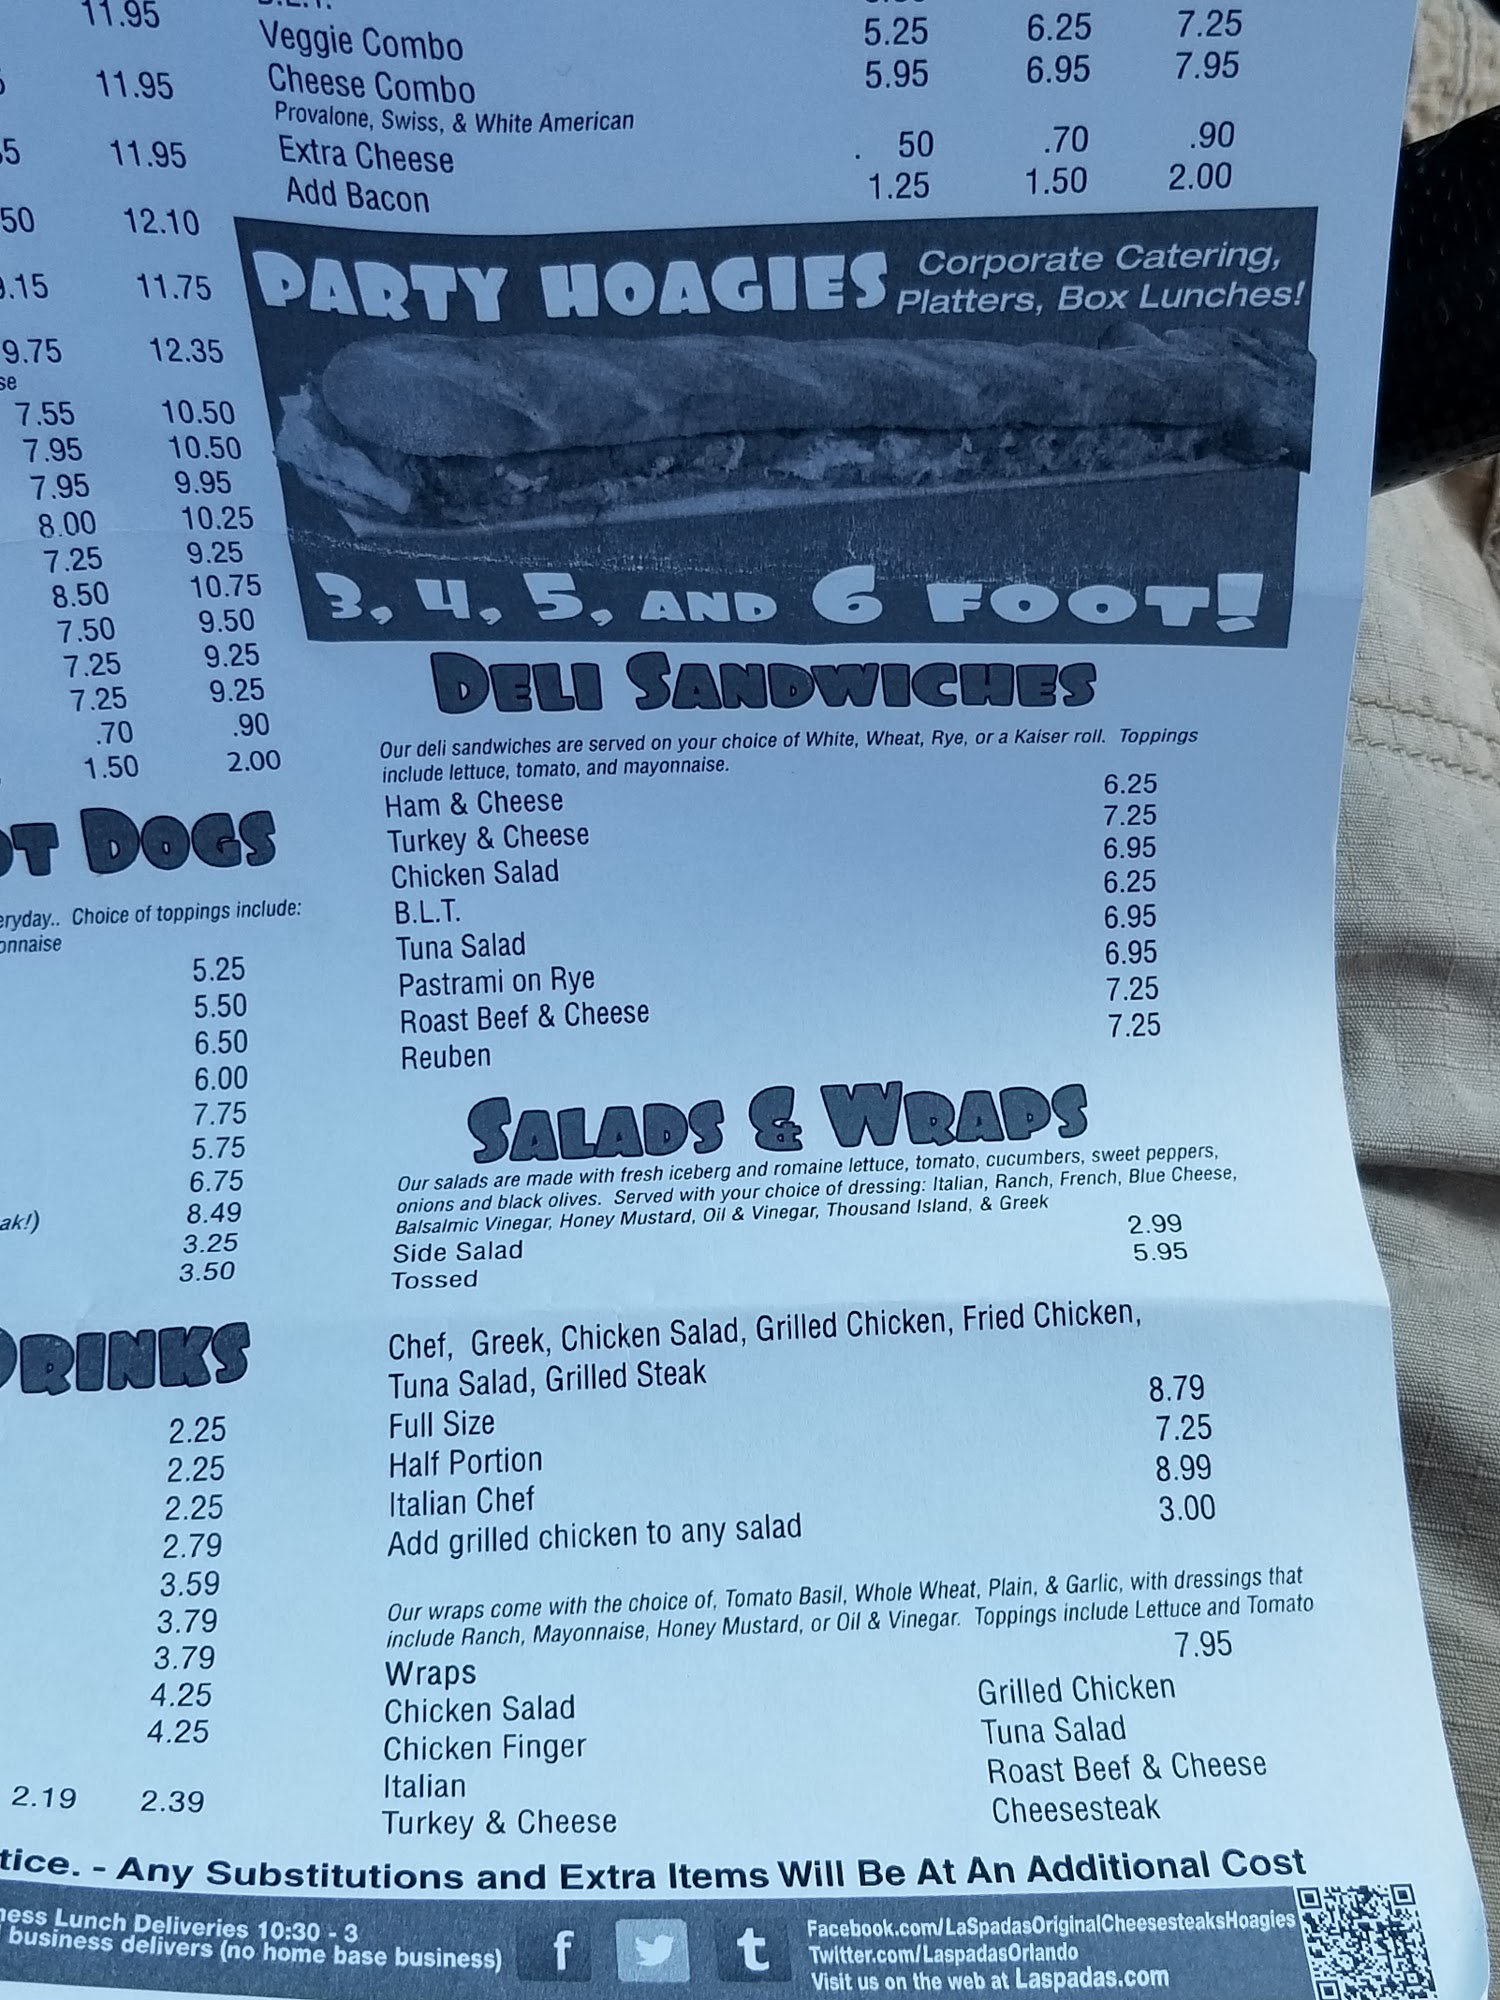 11.95
11.95
11.95
50 12.10
.15 11.75
9.75 12.35
se
7.55 10.50
7.95 10.50
7.95 9.95
8.00 10.25
7.25 9.25
8.50 10.75
7.50 9.50
7.25 9.25
7.25 9.25
.70 .90
1.50 2.00
DOGS
Choice of toppings include:
5.25
5.50
6.50
6.00
7.75
5.75
6.75
ak!) 8.49
3.25
3.50
DRINKS
2.25
2.25
2.25
2.79
3.59
3.79
3.79
4.25
4.25
2.19 2.39
Veggie Combo 5.25 6.25 7.25
Cheese Combo 5.95 6.95 7.95
Provalone, Swiss, & White American
Extra Cheese . 50 .70 .90
Add Bacon 1.25 1.50 2.00
PARTY HOAGIES Corporate Catering,
Platters, Box Lunches!
3, 4, 5, AND 6 FOOT!
DELI SANDWICHES
Our deli sandwiches are served on your choice of White, Wheat, Rye, or a Kaiser roll. Toppings
include lettuce, tomato, and mayonnaise.
Ham & Cheese 6.25
Turkey & Cheese 7.25
Chicken Salad 6.95
B.L.T. 6.25
Tuna Salad 6.95
Pastrami on Rye 6.95
Roast Beef & Cheese 7.25
Reuben 7.25
SALADS & WRAPS
Our salads are made with fresh iceberg and romaine lettuce, tomato, cucumbers, sweet peppers,
onions and black olives. Served with your choice of dressing: Italian, Ranch, French, Blue Cheese,
Balsalmic Vinegar, Honey Mustard, Oil & Vinegar, Thousand Island, & Greek
Side Salad 2.99
Tossed 5.95
Chef, Greek, Chicken Salad, Grilled Chicken, Fried Chicken,
Tuna Salad, Grilled Steak
Full Size 8.79
Half Portion 7.25
Italian Chef 8.99
Add grilled chicken to any salad 3.00
Our wraps come with the choice of, Tomato Basil, Whole Wheat, Plain, & Garlic, with dressings that
include Ranch, Mayonnaise, Honey Mustard, or Oil & Vinegar. Toppings include Lettuce and Tomato
Wraps 7.95
Chicken Salad Grilled Chicken
Chicken Finger Tuna Salad
Italian Roast Beef & Cheese
Turkey & Cheese Cheesesteak
tice. - Any Substitutions and Extra Items Will Be At An Additional Cost
ness Lunch Deliveries 10:30 - 3
business delivers (no home base business)
f t
Facebook.com/LaSpadasOriginalCheesesteaksHoagies
Twitter.com/LaspadasOrlando
Visit us on the web at Laspadas.com